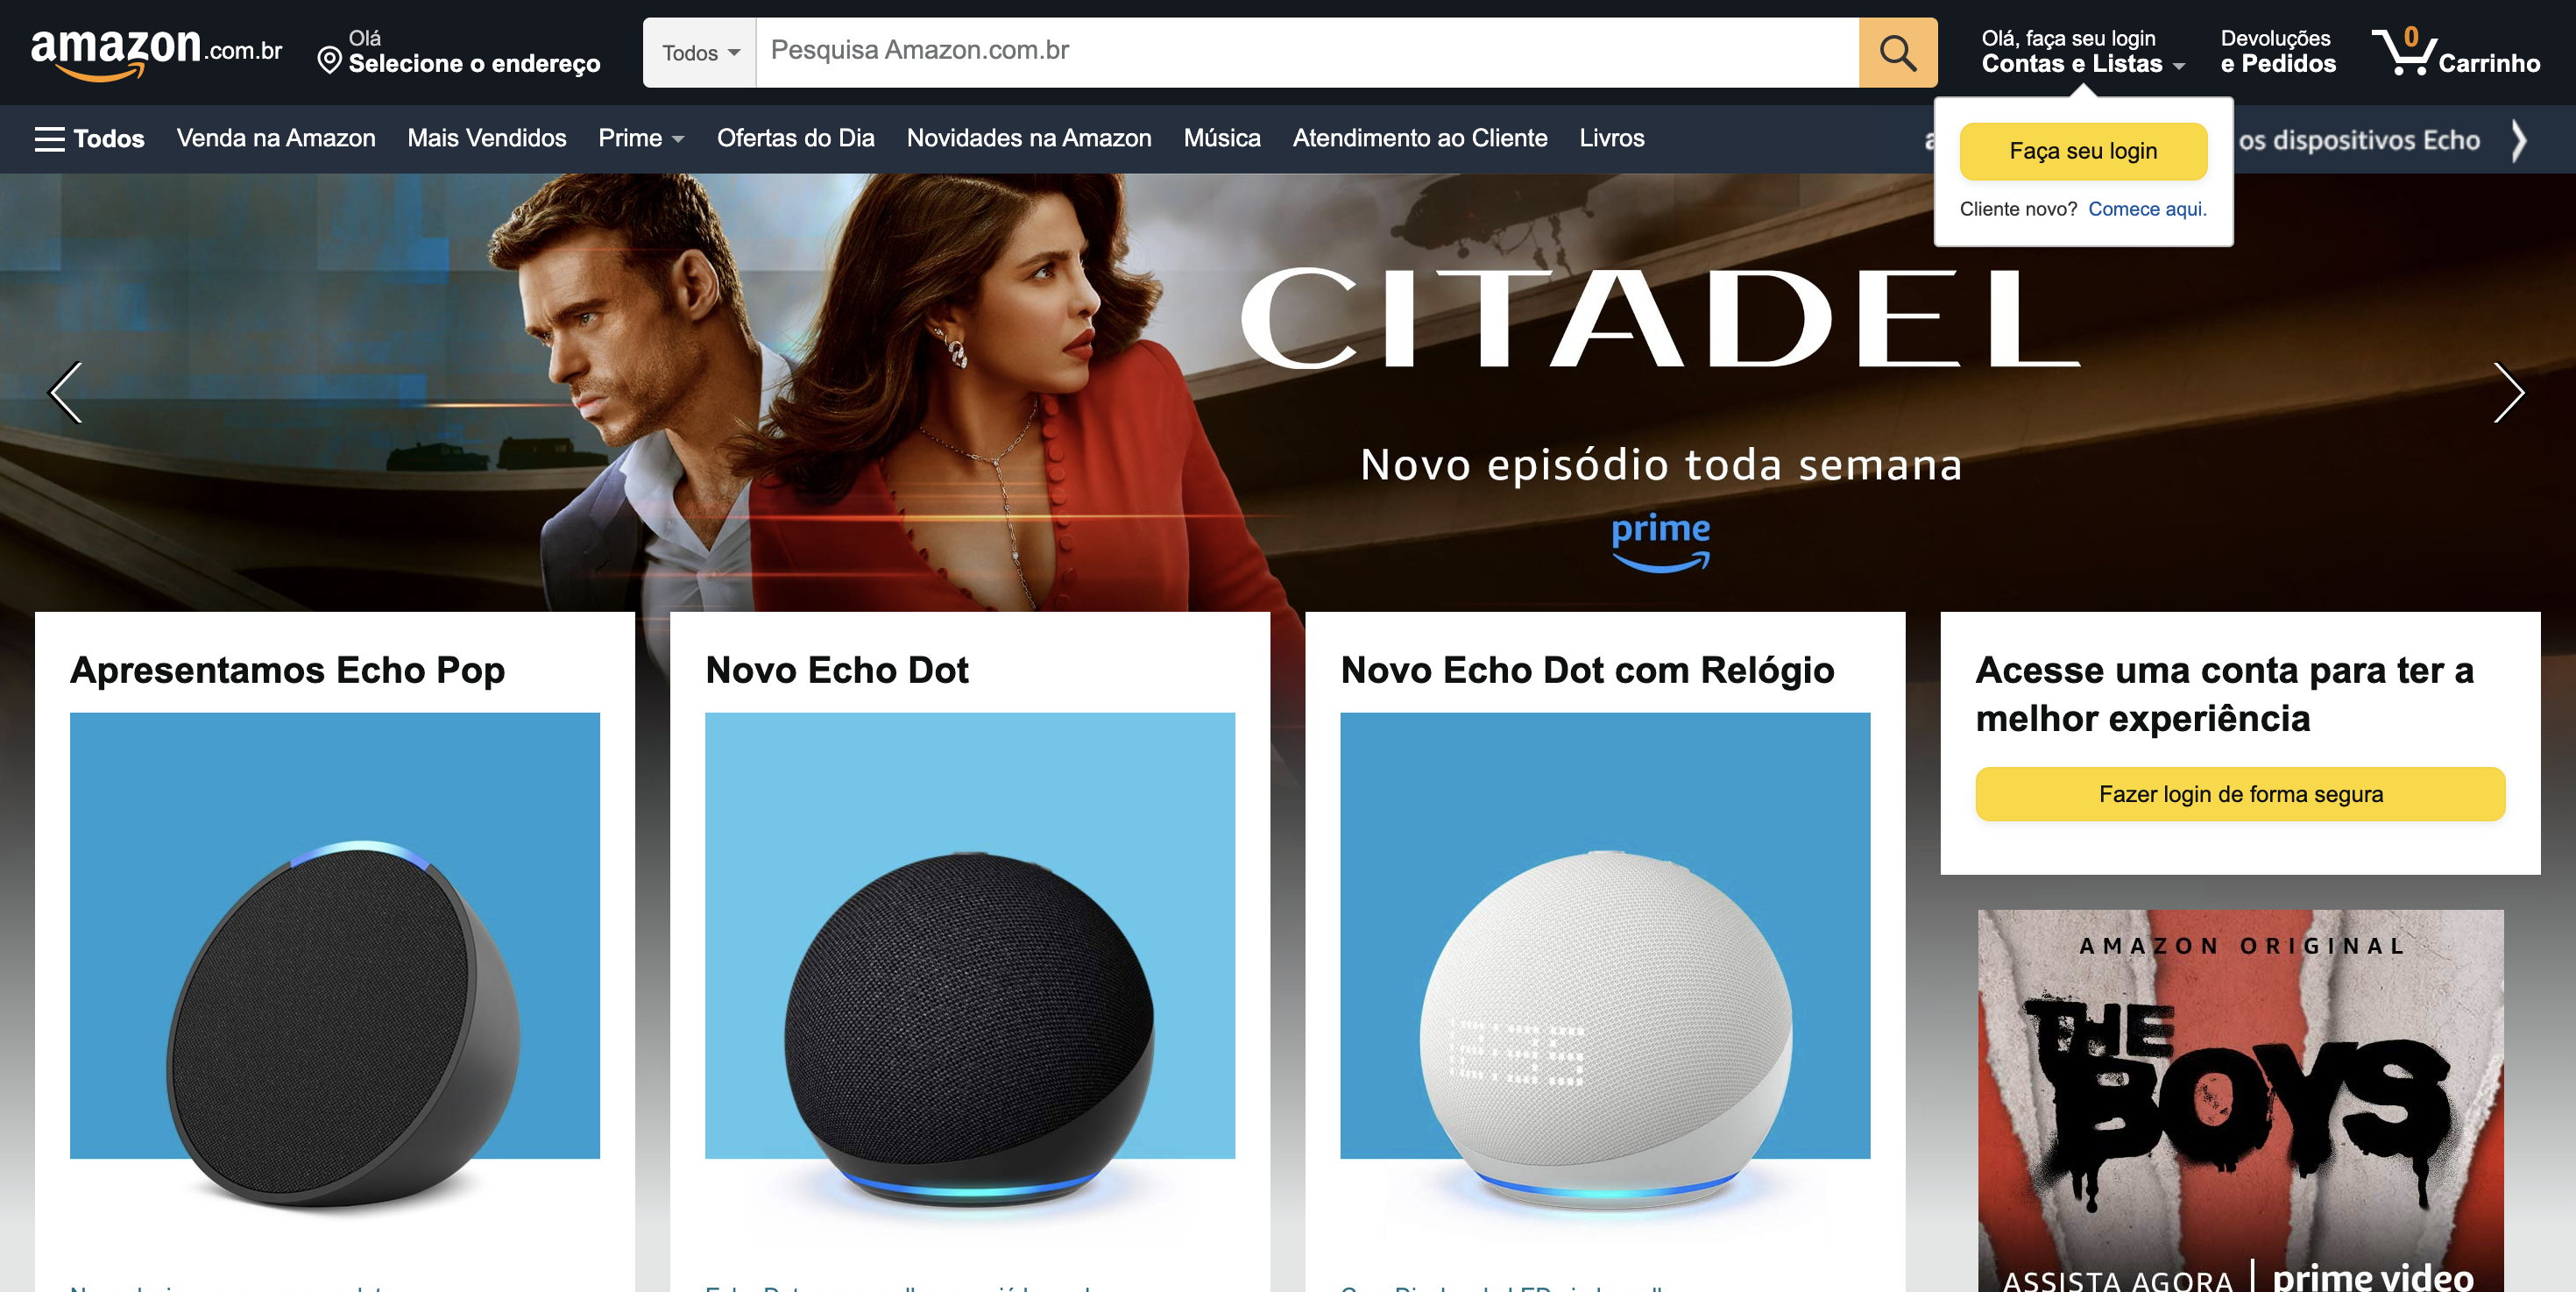 amazon.com.br
Olá
Selecione o endereço
Todos
Pesquisa Amazon.com.br
Olá, faça seu login
Contas e Listas
Devoluções
e Pedidos
0
Carrinho
Todos
Venda na Amazon
Mais Vendidos
Prime
Ofertas do Dia
Novidades na Amazon
Música
Atendimento ao Cliente
Livros
os dispositivos Echo
Faça seu login
Cliente novo? Comece aqui.
CITADEL
Novo episódio toda semana
prime
Apresentamos Echo Pop
Novo Echo Dot
Novo Echo Dot com Relógio
Acesse uma conta para ter a
melhor experiência
Fazer login de forma segura
AMAZON ORIGINAL
THE
BOYS
ASSISTA AGORA | prime video